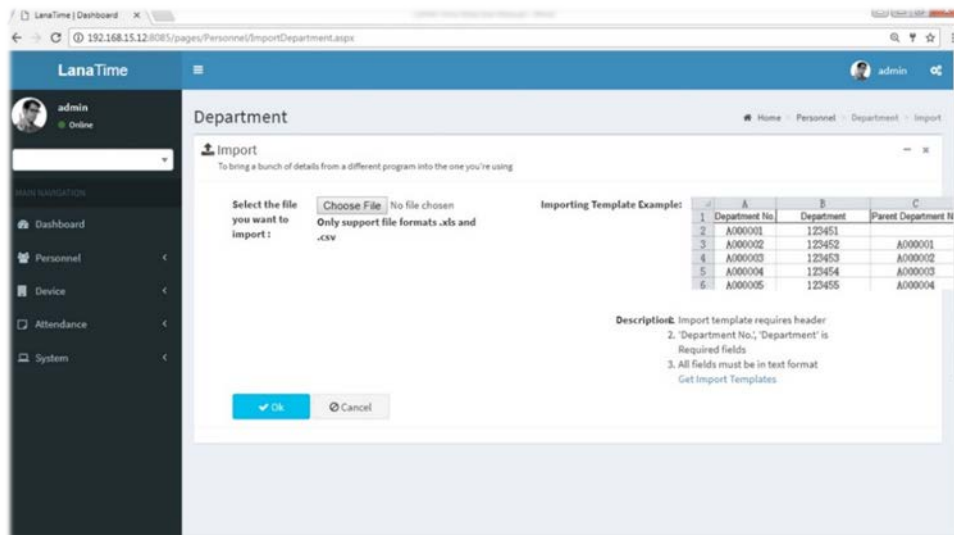 LanaTime | Dashboard
192.168.15.12:8085/pages/Personnel/ImportDepartment.aspx
LanaTime
admin
admin
Online
MAIN NAVIGATION
Dashboard
Personnel
Device
Attendance
System
Department
Home
Personnel
Department
Import
Import
To bring a bunch of details from a different program into the one you're using
Select the file
you want to
import :
Choose File No file chosen
Only support file formats .xls and
.csv
Importing Template Example:
A B C
1 Department No. Department Parent Department N
2 A000001 123451
3 A000002 123452 A000001
4 A000003 123453 A000002
5 A000004 123454 A000003
6 A000005 123455 A000004
Description: Import template requires header
2. 'Department No.', 'Department' is
Required fields
3. All fields must be in text format
Get Import Templates
Ok
Cancel